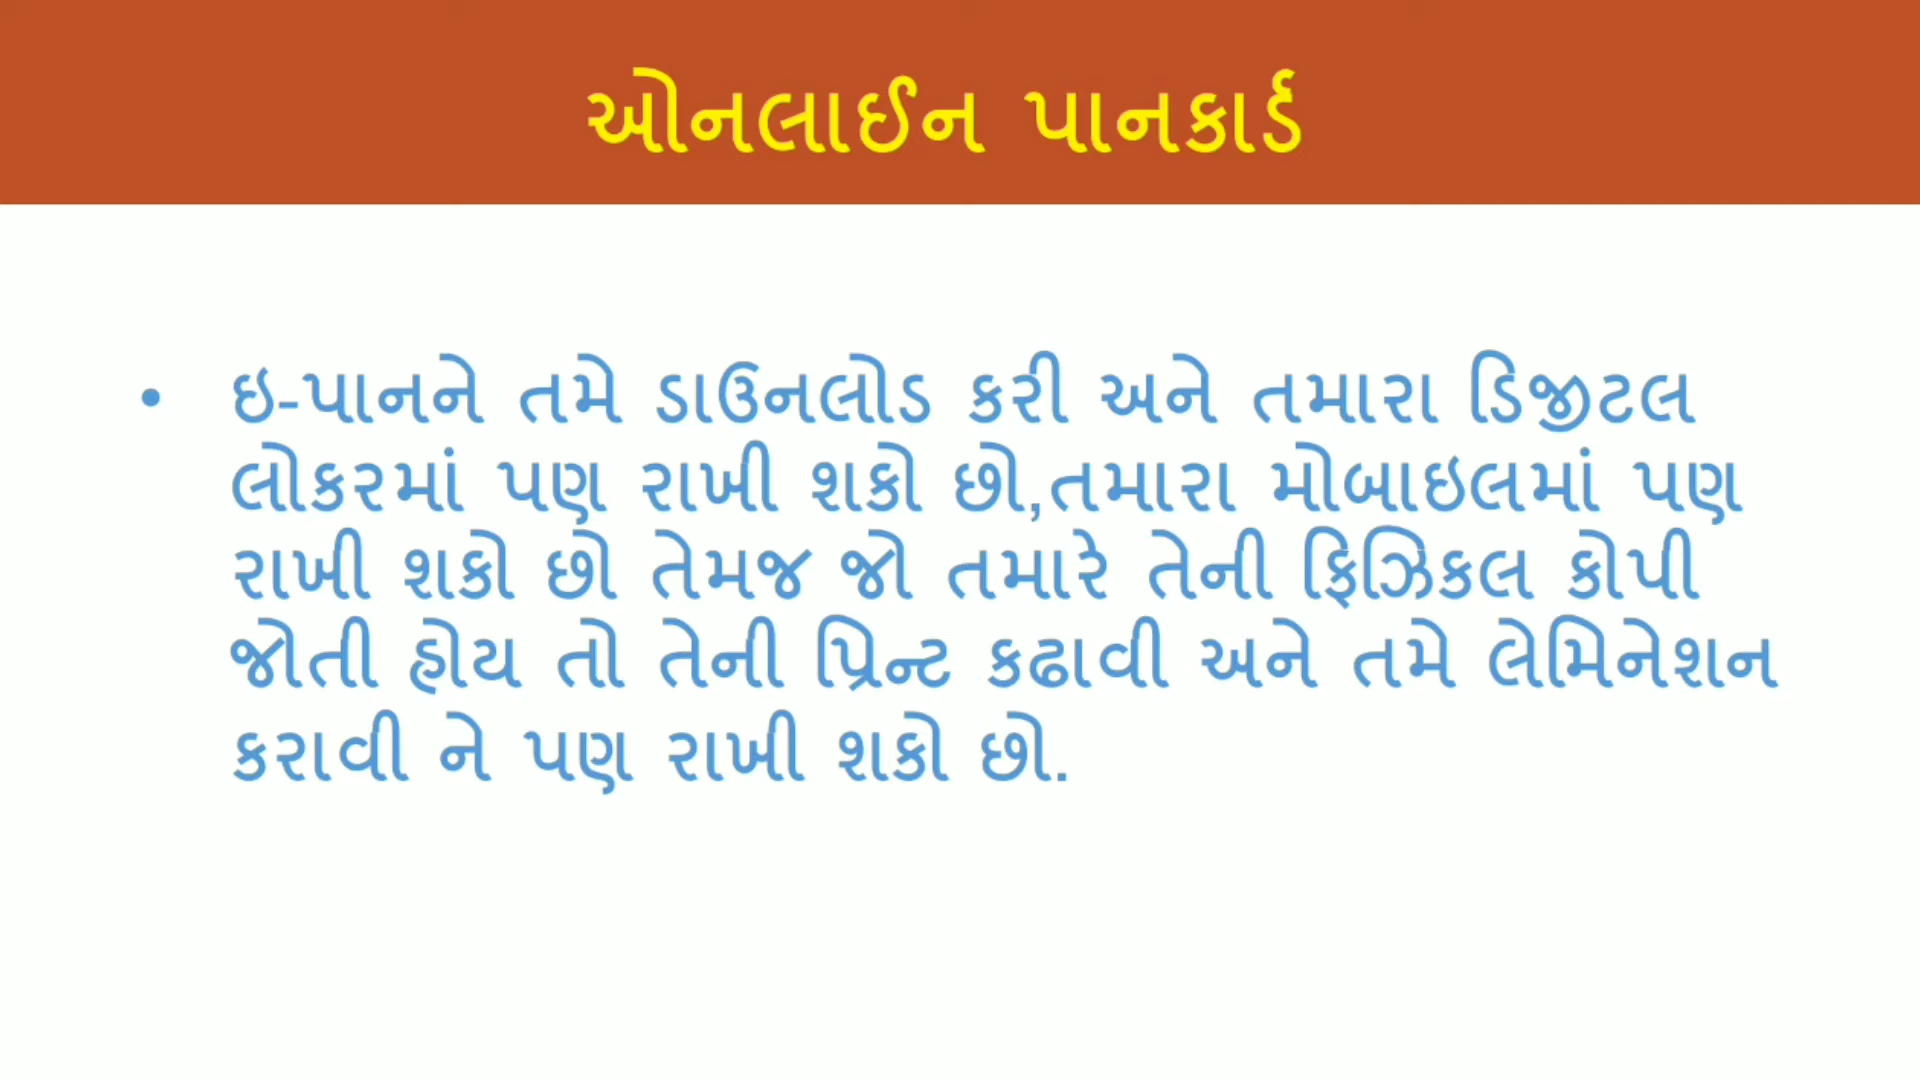 ઓનલાઈન પાનકાર્ડ
• ઇ-પાનને તમે ડાઉનલોડ કરી અને તમારા ડિજીટલ
લોકરમાં પણ રાખી શકો છો,તમારા મોબાઇલમાં પણ
રાખી શકો છો તેમજ જો તમારે તેની ફિઝિકલ કોપી
જોતી હોય તો તેની પ્રિન્ટ કઢાવી અને તમે લેમિનેશન
કરાવી ને પણ રાખી શકો છો.